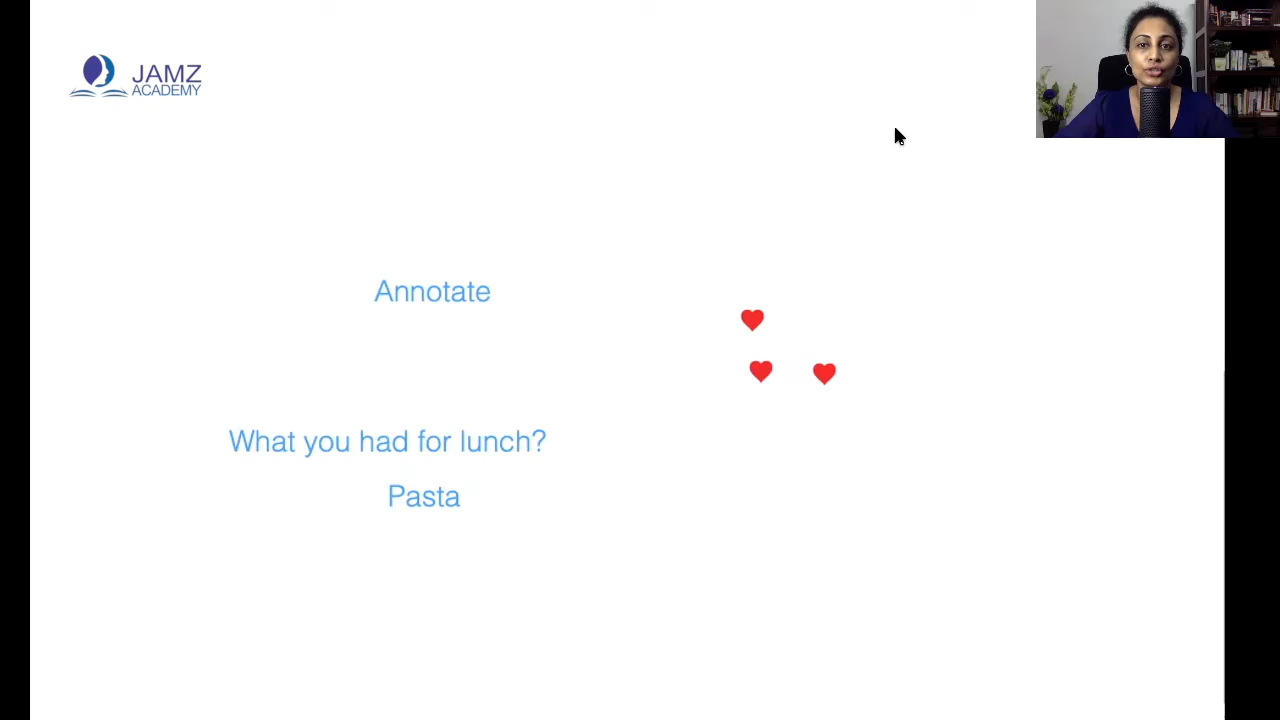 JAMZ
ACADEMY
Annotate
What you had for lunch?
Pasta